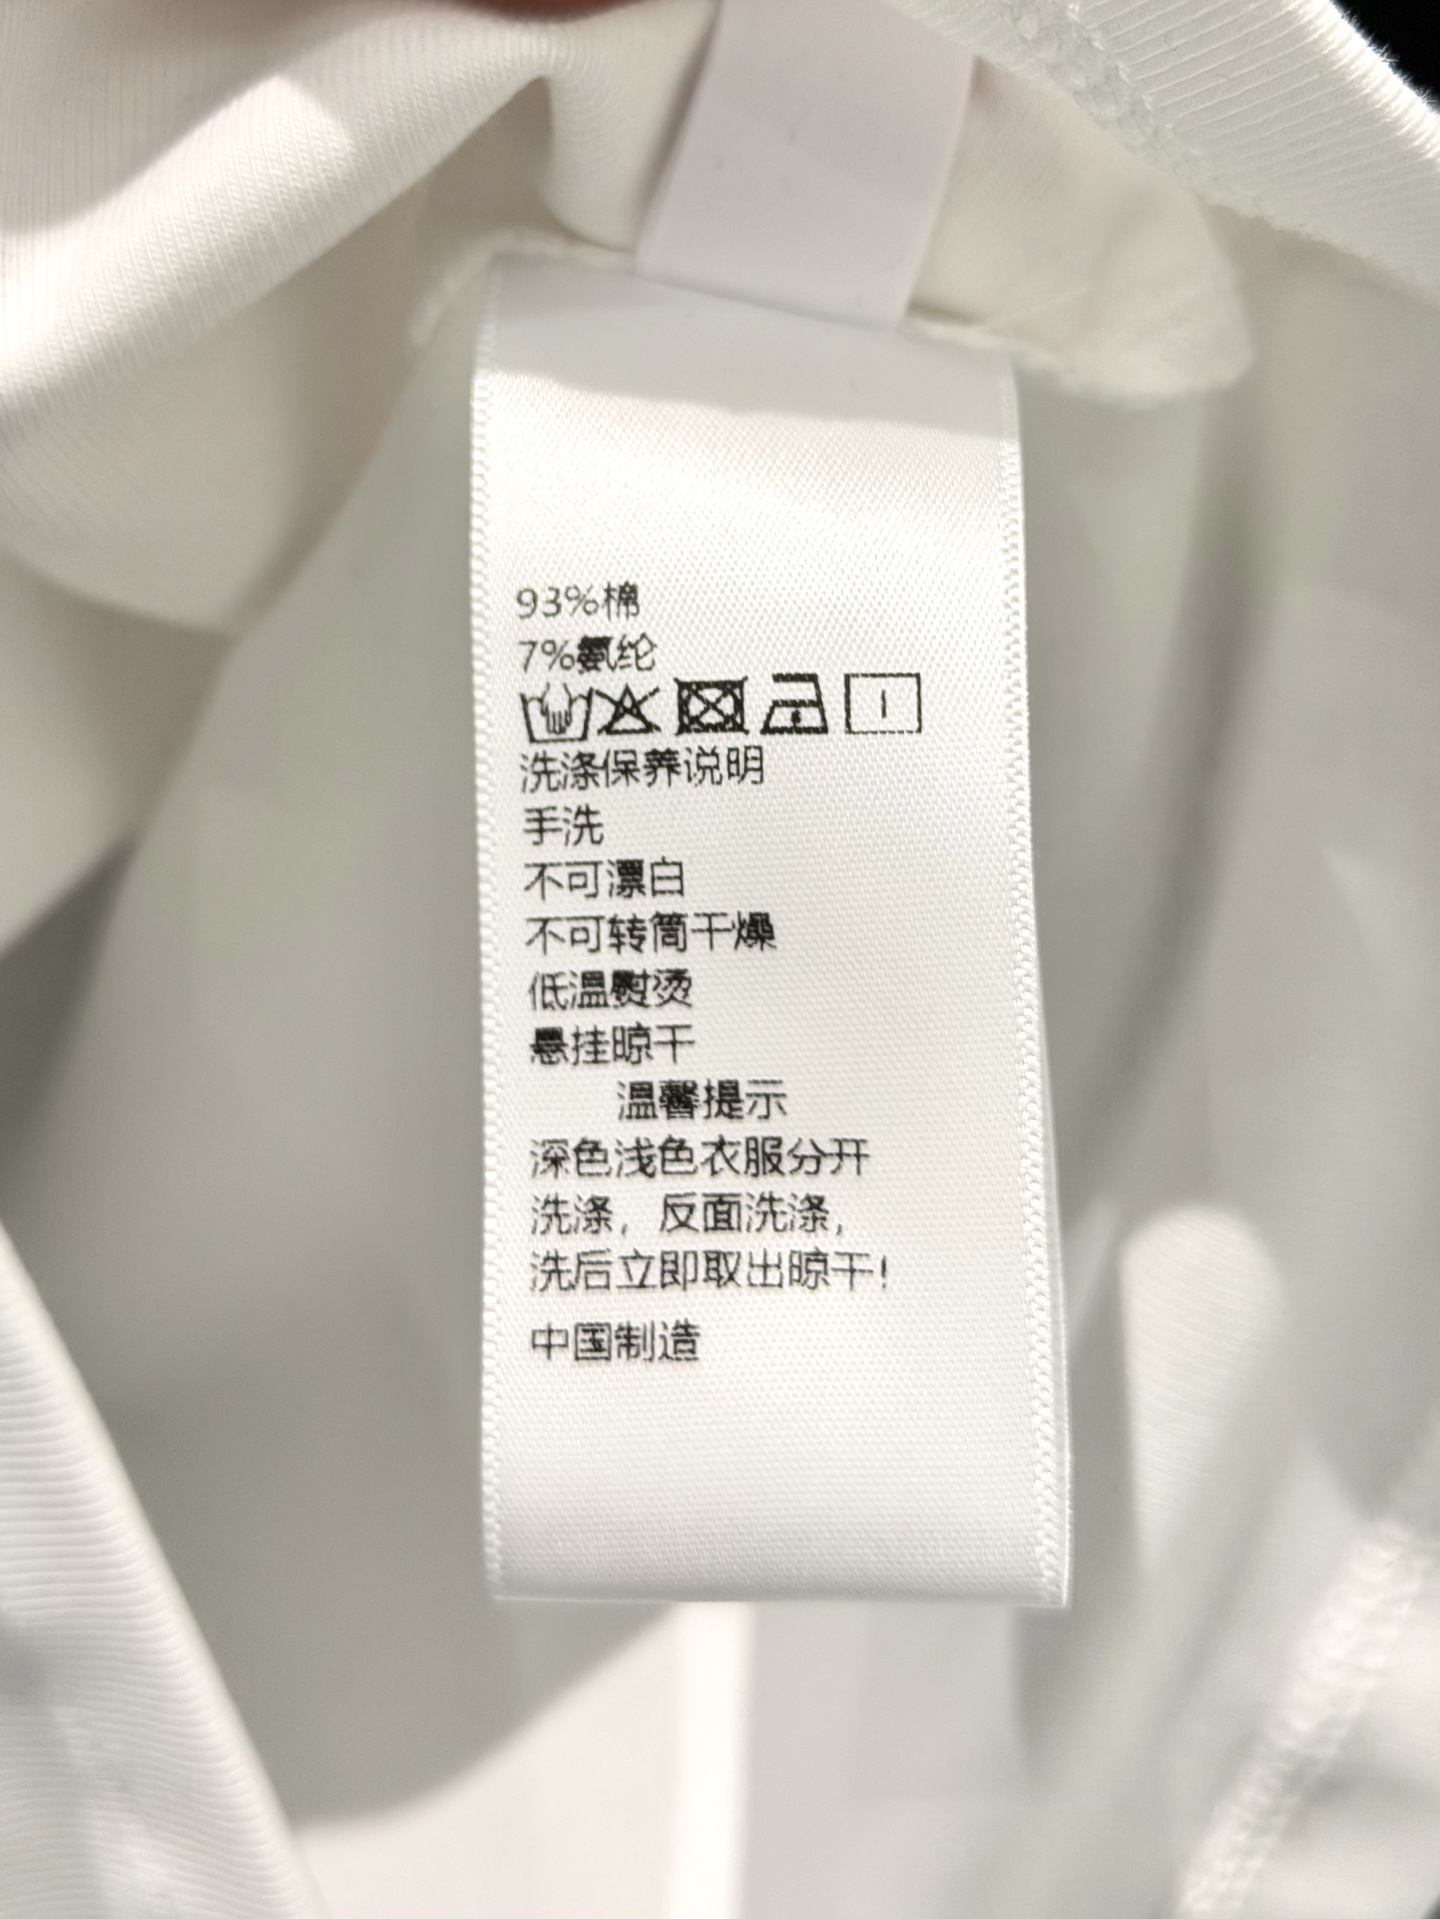 93%棉
7%氨纶
洗涤保养说明
手洗
不可漂白
不可转筒干燥
低温熨烫
悬挂晾干
温馨提示
深色浅色衣服分开
洗涤，反面洗涤，
洗后立即取出晾干！
中国制造